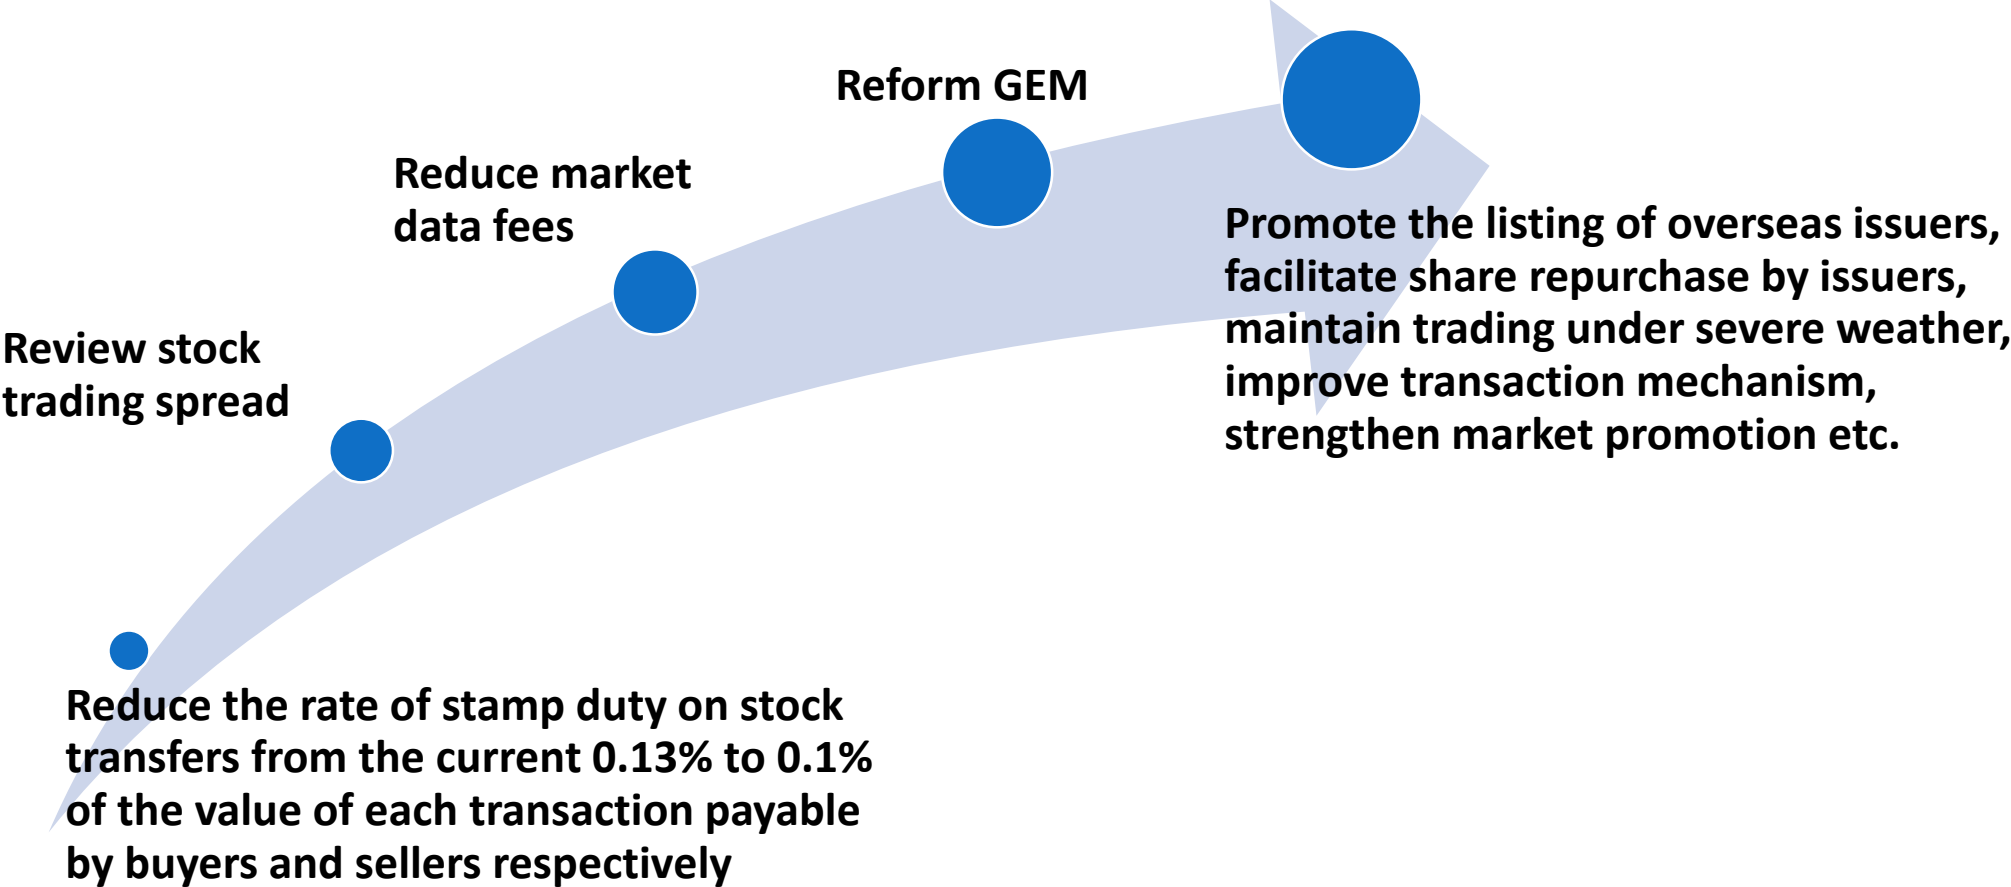 Reform GEM
Reduce market
data fees
Promote the listing of overseas issuers,
facilitate share repurchase by issuers,
maintain trading under severe weather,
improve transaction mechanism,
strengthen market promotion etc.
Review stock
trading spread
Reduce the rate of stamp duty on stock
transfers from the current 0.13% to 0.1%
of the value of each transaction payable
by buyers and sellers respectively